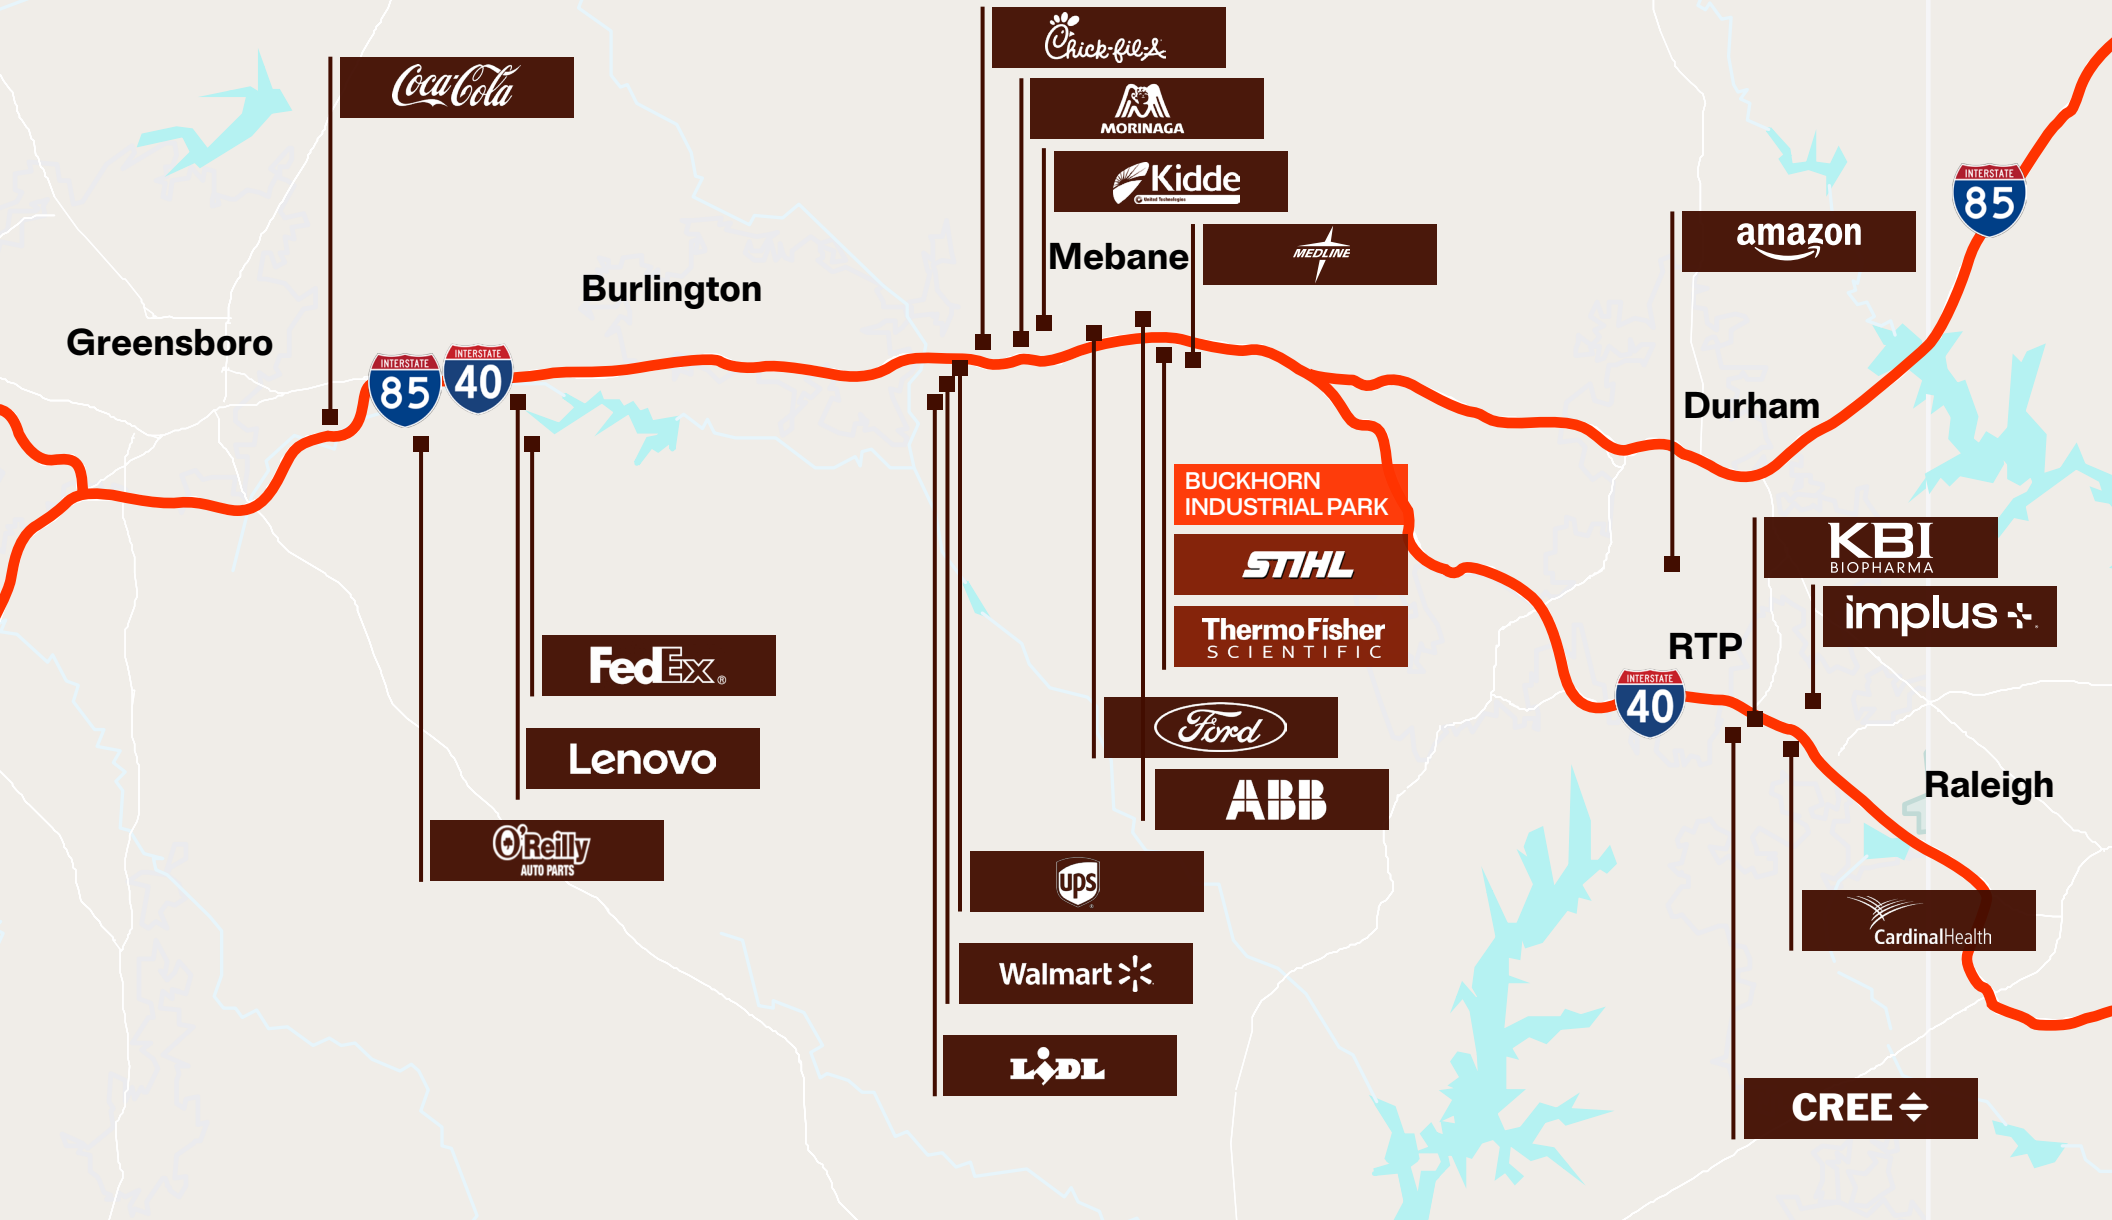 Chick-fil-A
Coca-Cola
MORINAGA
Kidde
United Technologies
INTERSTATE
85
amazon
Mebane
MEDLINE
Burlington
Greensboro
INTERSTATE
85
INTERSTATE
40
Durham
BUCKHORN
INDUSTRIAL PARK
STIHL
KBI
BIOPHARMA
implus
ThermoFisher
SCIENTIFIC
RTP
FedEx®
INTERSTATE
40
Ford
Lenovo
Raleigh
ABB
O'Reilly
AUTO PARTS
ups
CardinalHealth
Walmart
LIDL
CREE